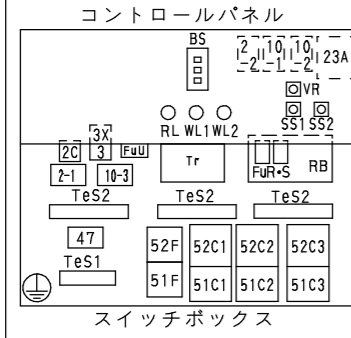 コントロールパネル
BS
2-2 10-1 10-2 23A
VR
SS1 SS2
RL WL1 WL2
3X
2C 3 FuU
Tr
FuR•S RB
2-1 10-3
TeS2 TeS2 TeS2
47
52F 52C1 52C2 52C3
TeS1
51F 51C1 51C2 51C3
スイッチボックス